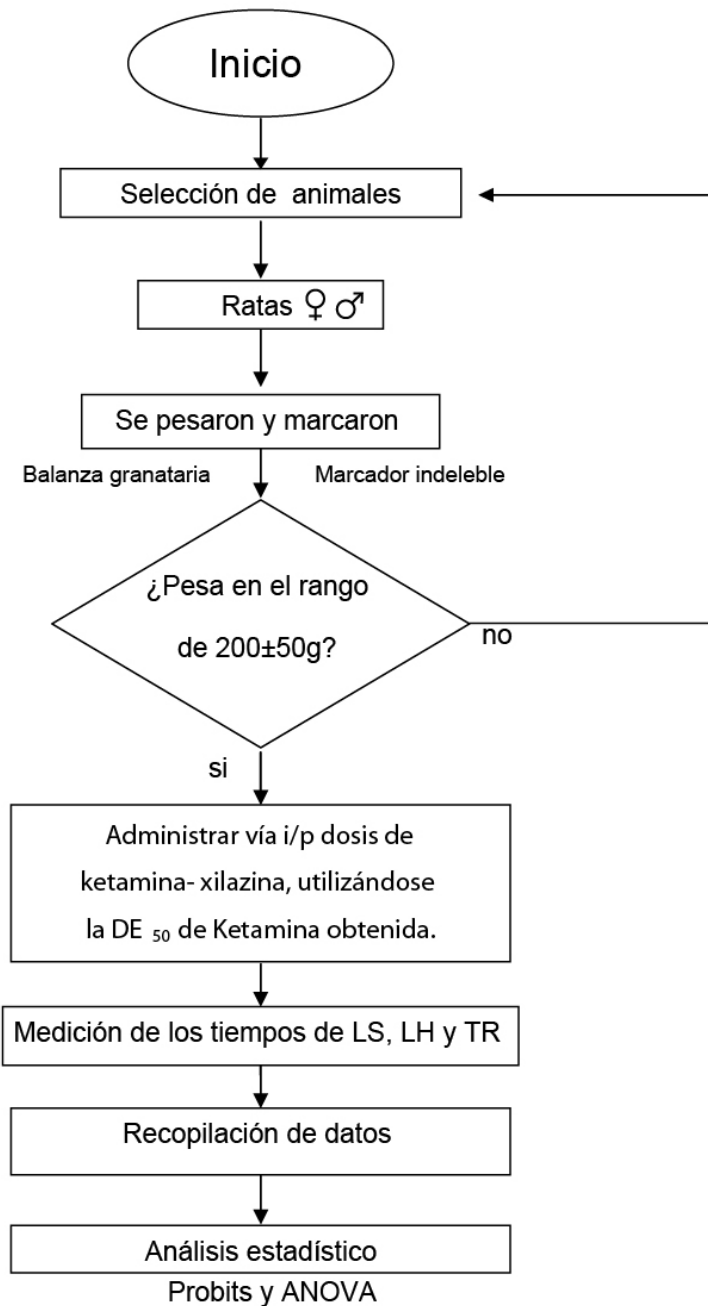 Inicio
Selección de animales
Ratas ♀ ♂
Se pesaron y marcaron
Balanza granataria Marcador indeleble
¿Pesa en el rango
de 200±50g?
no
si
Administrar vía i/p dosis de
ketamina- xilazina, utilizándose
la DE 50 de Ketamina obtenida.
Medición de los tiempos de LS, LH y TR
Recopilación de datos
Análisis estadístico
Probits y ANOVA